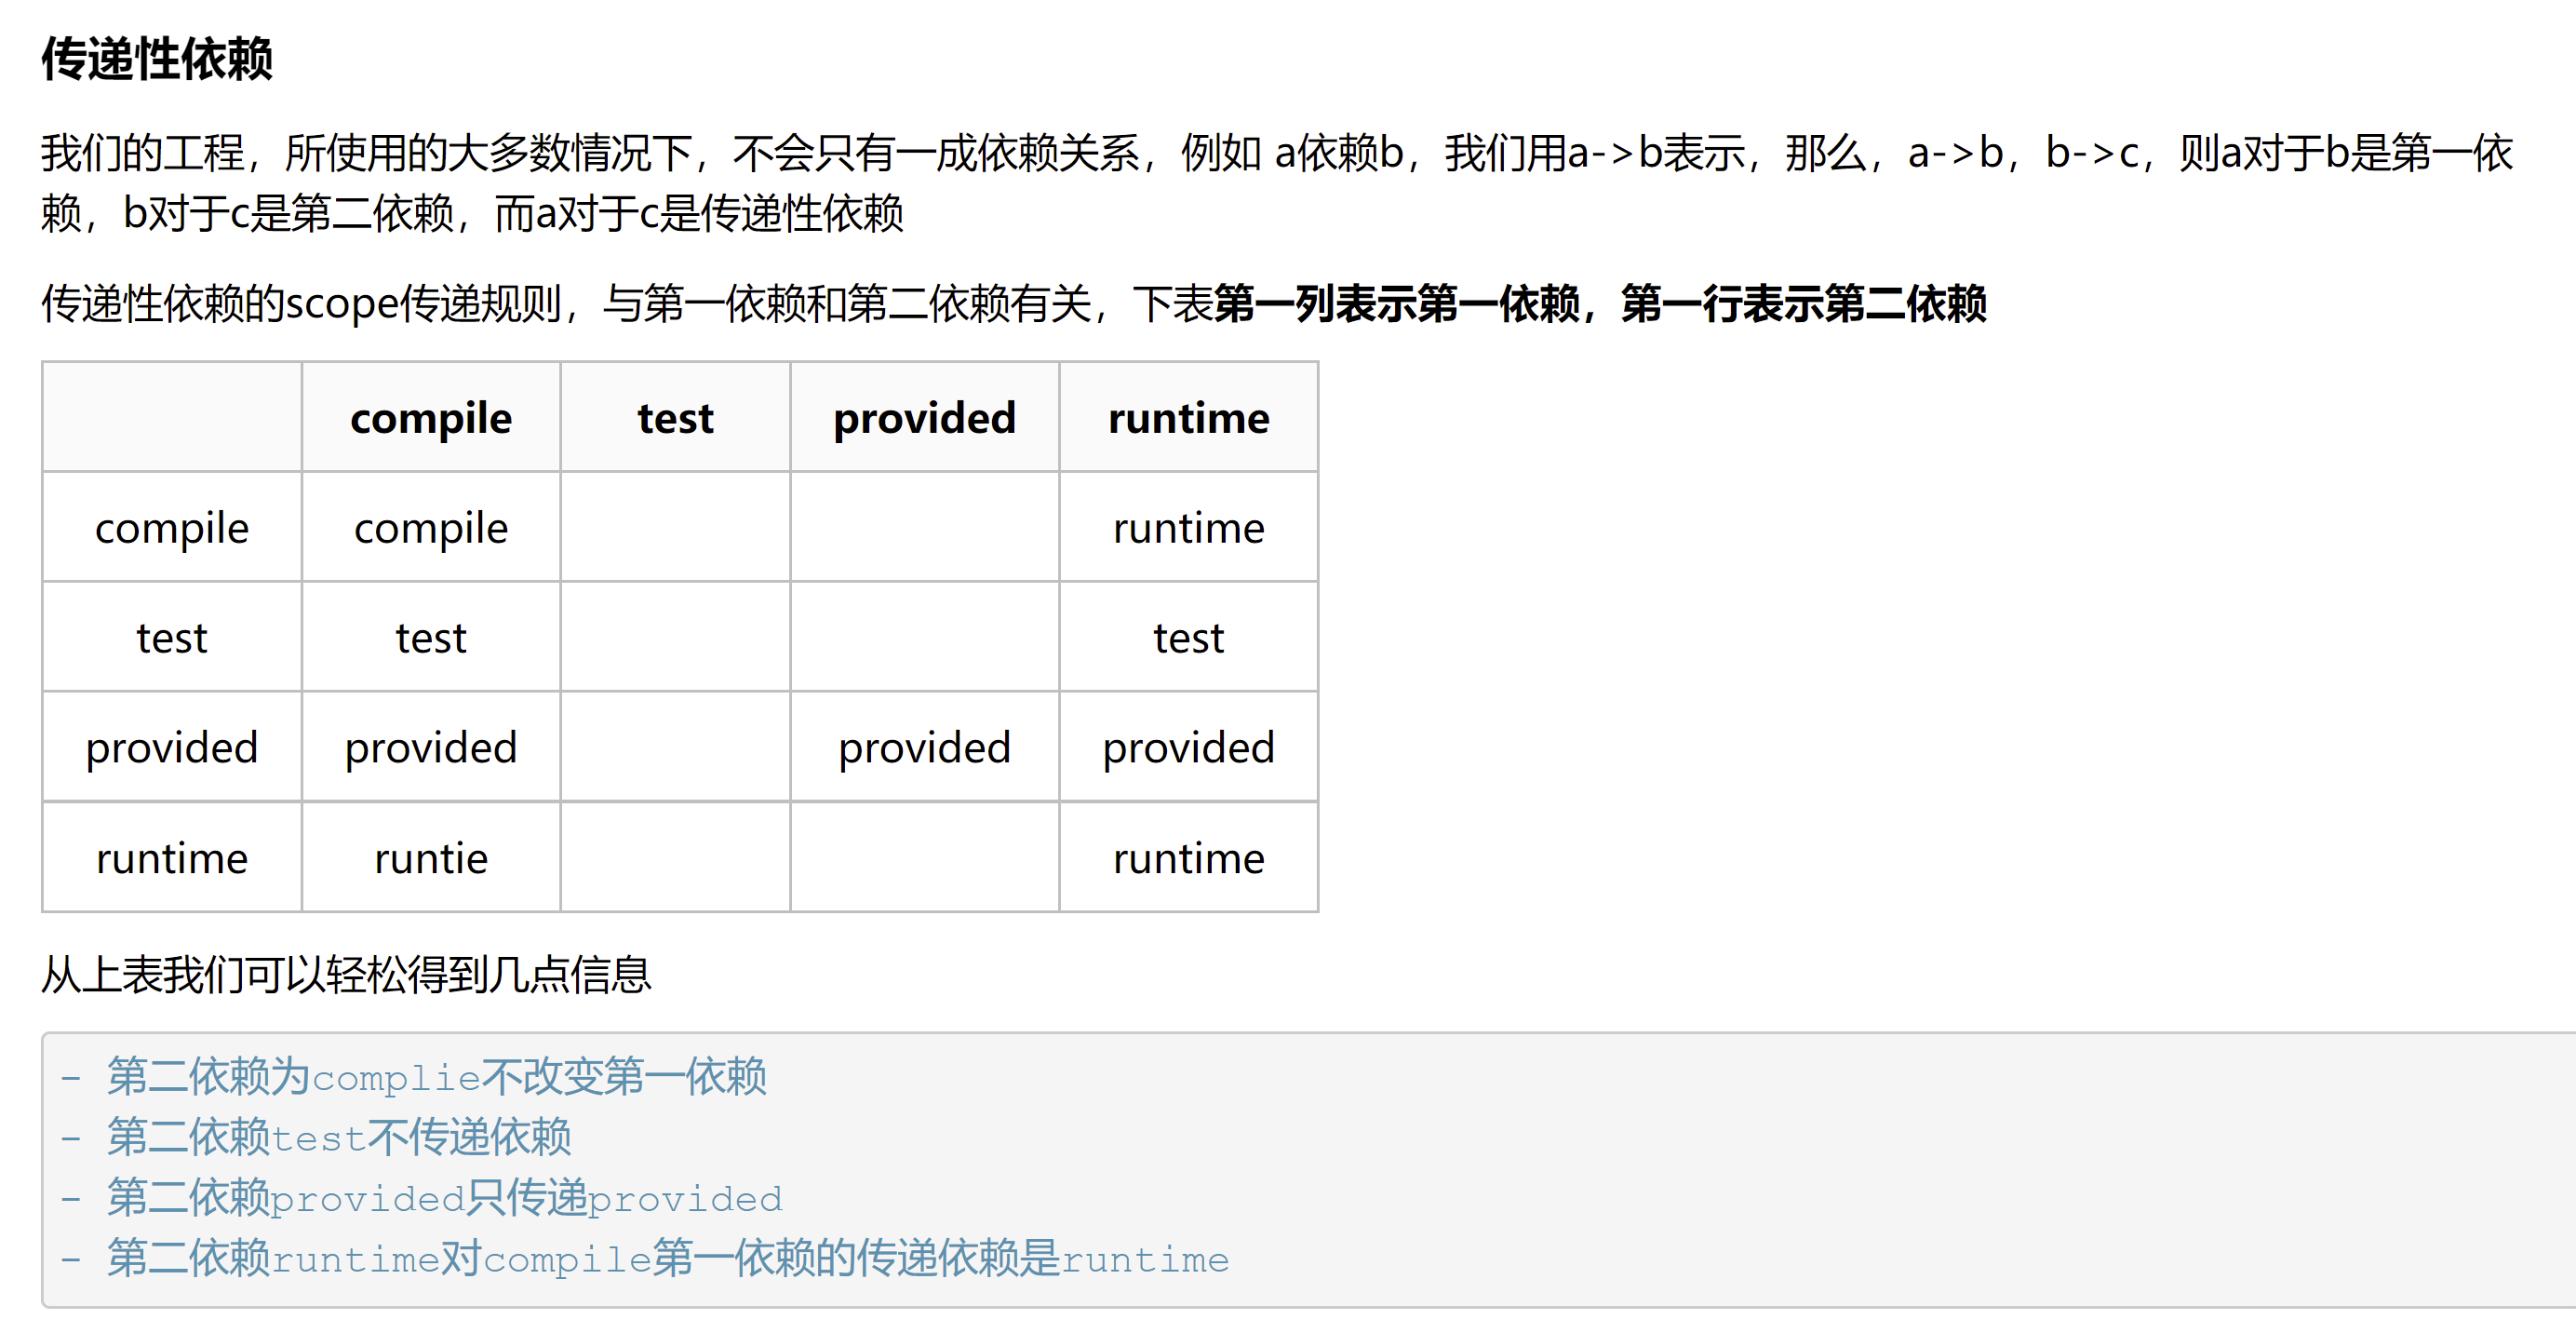 传递性依赖
我们的工程，所使用的大多数情况下，不会只有一成依赖关系，例如 a依赖b，我们用a->b表示，那么，a->b，b->c，则a对于b是第一依
赖，b对于c是第二依赖，而a对于c是传递性依赖
传递性依赖的scope传递规则，与第一依赖和第二依赖有关，下表第一列表示第一依赖，第一行表示第二依赖
compile test provided runtime
compile compile runtime
test test test
provided provided provided provided
runtime runtie runtime
从上表我们可以轻松得到几点信息
- 第二依赖为complie不改变第一依赖
- 第二依赖test不传递依赖
- 第二依赖provided只传递provided
- 第二依赖runtime对compile第一依赖的传递依赖是runtime